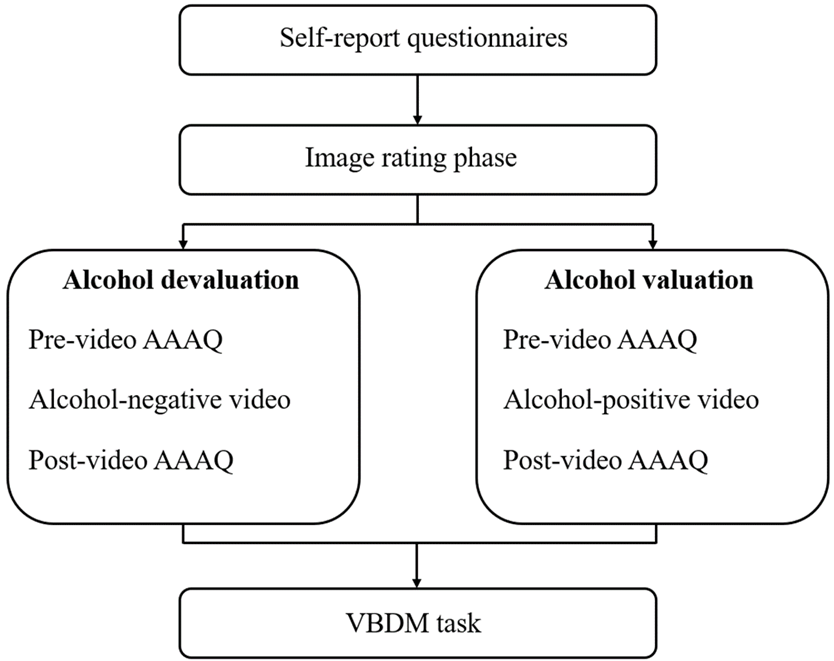 Self-report questionnaires
Image rating phase
Alcohol devaluation
Pre-video AAAQ
Alcohol-negative video
Post-video AAAQ
Alcohol valuation
Pre-video AAAQ
Alcohol-positive video
Post-video AAAQ
VBDM task